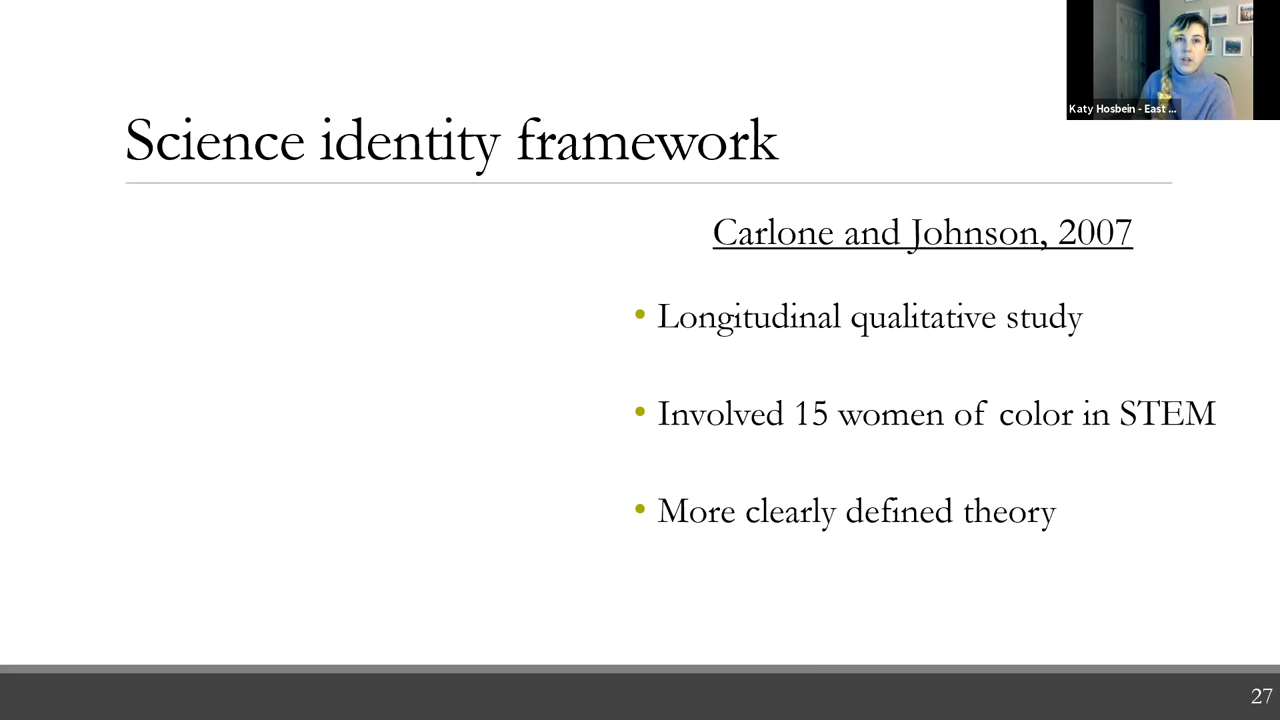 Katy Hosbein - East ...
Science identity framework
Carlone and Johnson, 2007
• Longitudinal qualitative study
• Involved 15 women of color in STEM
• More clearly defined theory
27